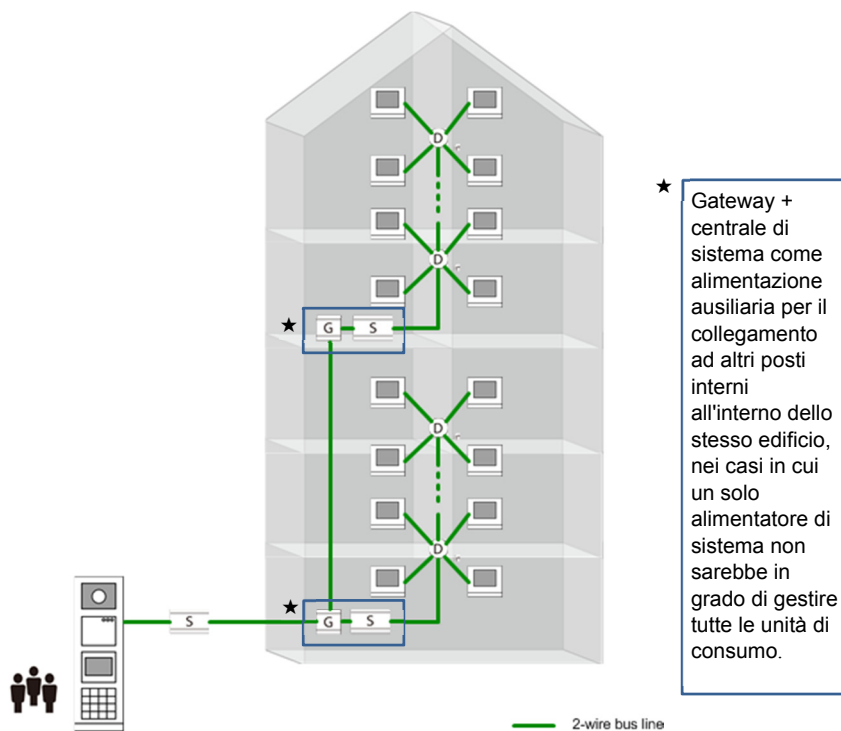 D
D
★
G
S
D
D
★
G
S
S
★
Gateway +
centrale di
sistema come
alimentazione
ausiliaria per il
collegamento
ad altri posti
interni
all'interno dello
stesso edificio,
nei casi in cui
un solo
alimentatore di
sistema non
sarebbe in
grado di gestire
tutte le unità di
consumo.
2-wire bus line